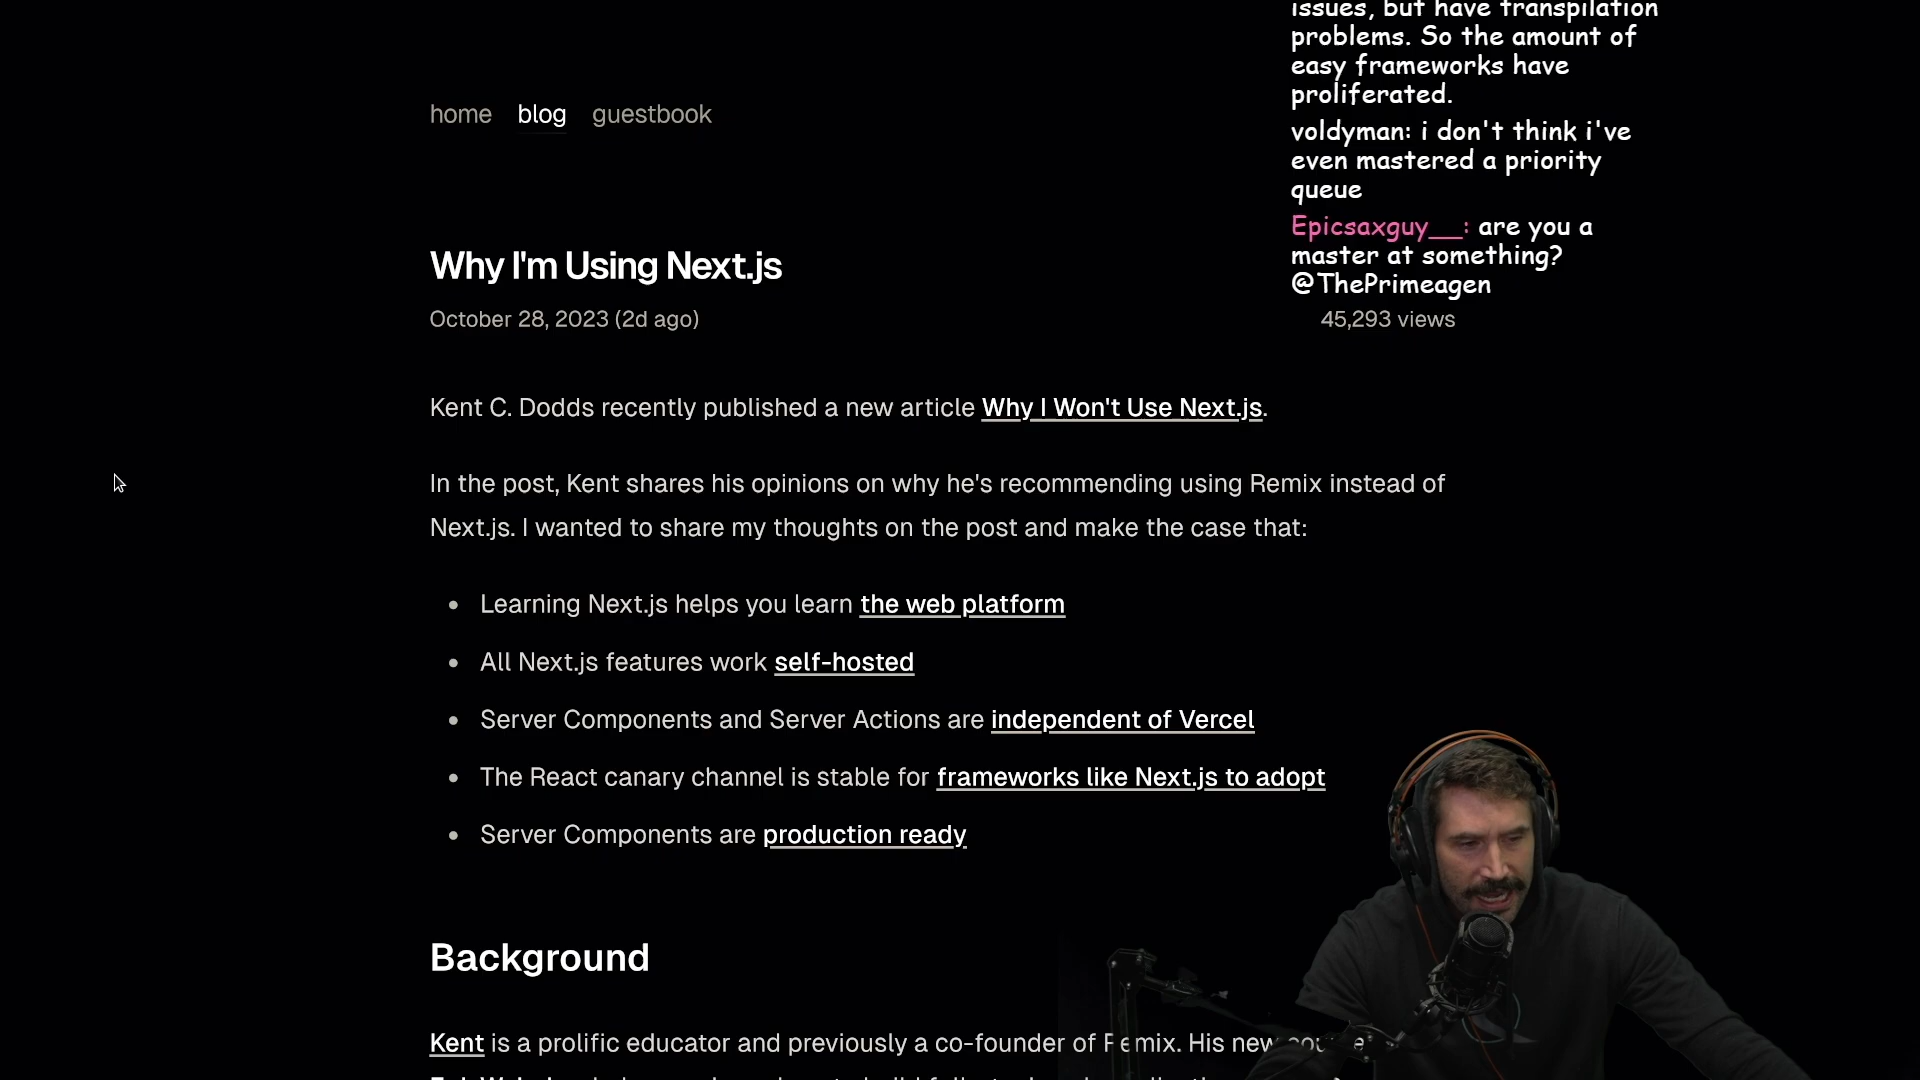 issues, but have transpilation
problems. So the amount of
easy frameworks have
proliferated.
voldyman: i don't think i've
even mastered a priority
queue
Epicsaxguy__: are you a
master at something?
@ThePrimeagen
home blog guestbook
Why I'm Using Next.js
October 28, 2023 (2d ago)
45,293 views
Kent C. Dodds recently published a new article Why I Won't Use Next.js.
In the post, Kent shares his opinions on why he's recommending using Remix instead of
Next.js. I wanted to share my thoughts on the post and make the case that:
• Learning Next.js helps you learn the web platform
• All Next.js features work self-hosted
• Server Components and Server Actions are independent of Vercel
• The React canary channel is stable for frameworks like Next.js to adopt
• Server Components are production ready
Background
Kent is a prolific educator and previously a co-founder of Remix. His new